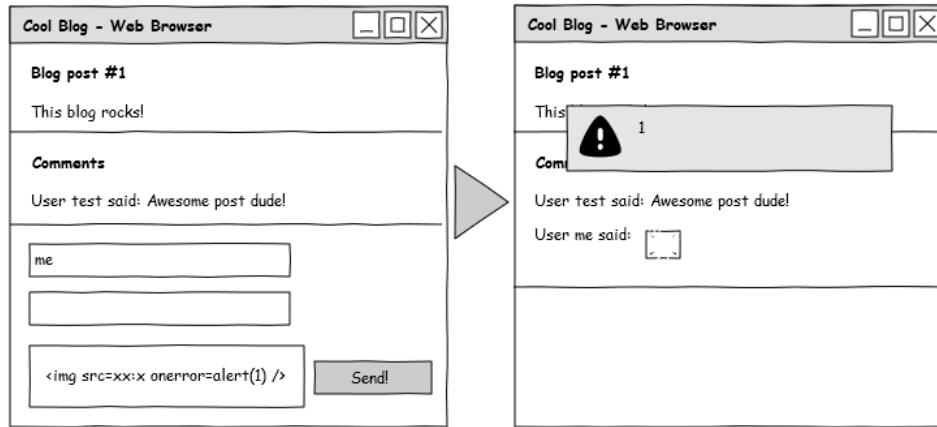 Cool Blog - Web Browser
Blog post #1
This blog rocks!
Comments
User test said: Awesome post dude!
me
<img src=xx:x onerror=alert(1) />
Send!
Cool Blog - Web Browser
Blog post #1
This
1
User test said: Awesome post dude!
User me said: